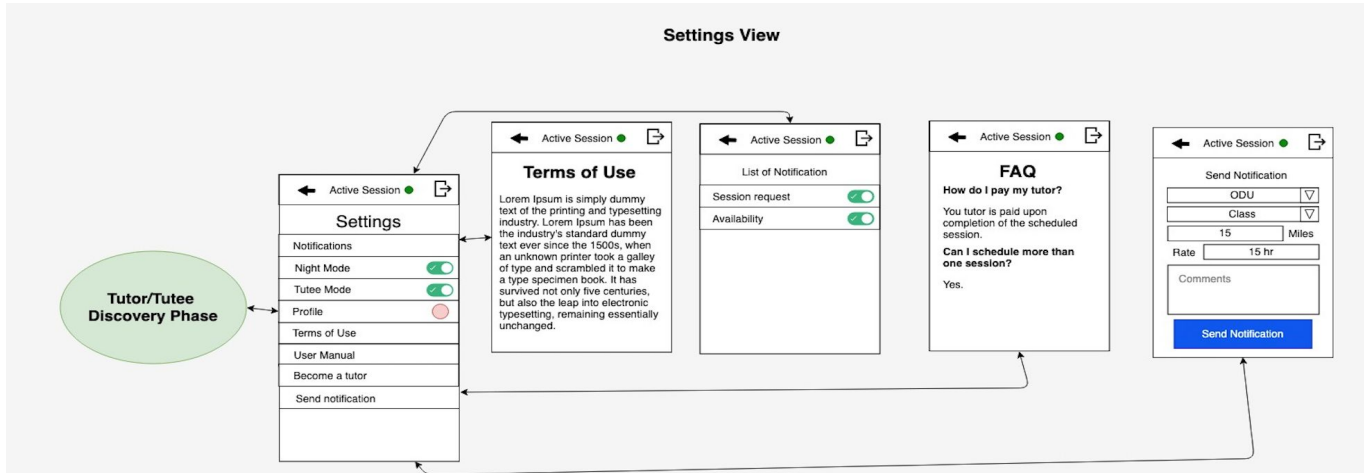 Settings View
Tutor/Tutee
Discovery Phase
Active Session
Settings
Notifications
Night Mode
Tutee Mode
Profile
Terms of Use
User Manual
Become a tutor
Send notification
Active Session
Terms of Use
Lorem Ipsum is simply dummy
text of the printing and typesetting
industry. Lorem Ipsum has been
the industry's standard dummy
text ever since the 1500s, when
an unknown printer took a galley
of type and scrambled it to make
a type specimen book. It has
survived not only five centuries,
but also the leap into electronic
typesetting, remaining essentially
unchanged.
Active Session
List of Notification
Session request
Availability
Active Session
FAQ
How do I pay my tutor?
You tutor is paid upon
completion of the scheduled
session.
Can I schedule more than
one session?
Yes.
Active Session
Send Notification
ODU
Class
15 Miles
Rate 15 hr
Comments
Send Notification